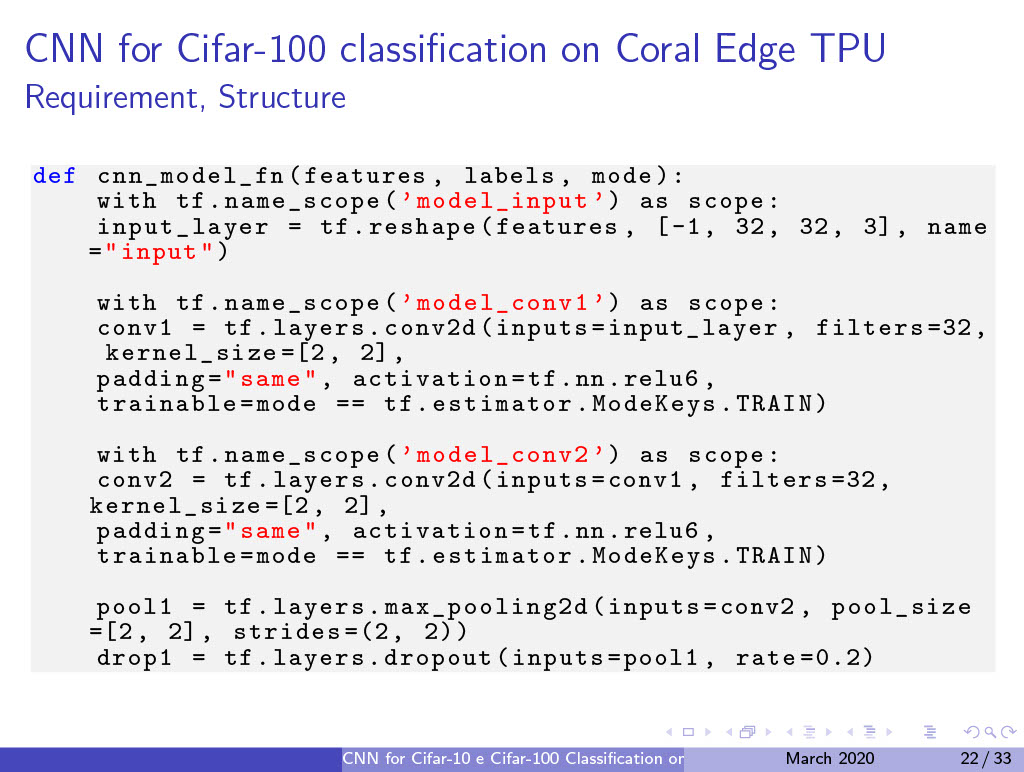 CNN for Cifar-100 classification on Coral Edge TPU
Requirement, Structure
def cnn_model_fn(features, labels, mode):
with tf.name_scope('model_input') as scope:
input_layer = tf.reshape(features, [-1, 32, 32, 3], name
="input")
with tf.name_scope('model_conv1') as scope:
conv1 = tf.layers.conv2d(inputs=input_layer, filters=32,
kernel_size=[2, 2],
padding="same", activation=tf.nn.relu6,
trainable=mode == tf.estimator.ModeKeys.TRAIN)
with tf.name_scope('model_conv2') as scope:
conv2 = tf.layers.conv2d(inputs=conv1, filters=32,
kernel_size=[2, 2],
padding="same", activation=tf.nn.relu6,
trainable=mode == tf.estimator.ModeKeys.TRAIN)
pool1 = tf.layers.max_pooling2d(inputs=conv2, pool_size
=[2, 2], strides=(2, 2))
drop1 = tf.layers.dropout(inputs=pool1, rate=0.2)
CNN for Cifar-10 e Cifar-100 Classification or March 2020 22 / 33